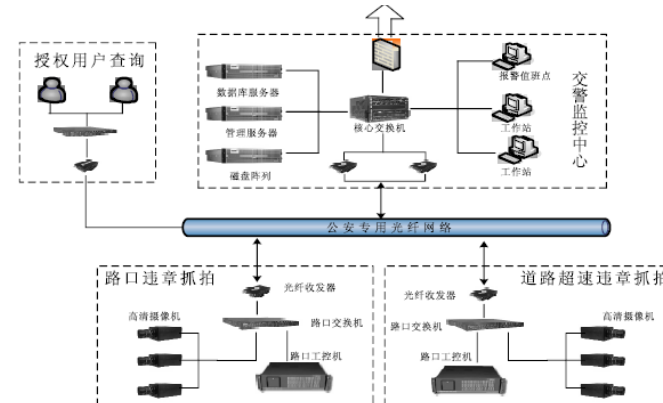 授权用户查询
数据库服务器
管理服务器
磁盘阵列
核心交换机
报警值班点
工作站
工作站
交警监控中心
公安专用光纤网络
路口违章抓拍
光纤收发器
高清摄像机
路口交换机
路口工控机
道路超速违章抓拍
光纤收发器
高清摄像机
路口交换机
路口工控机